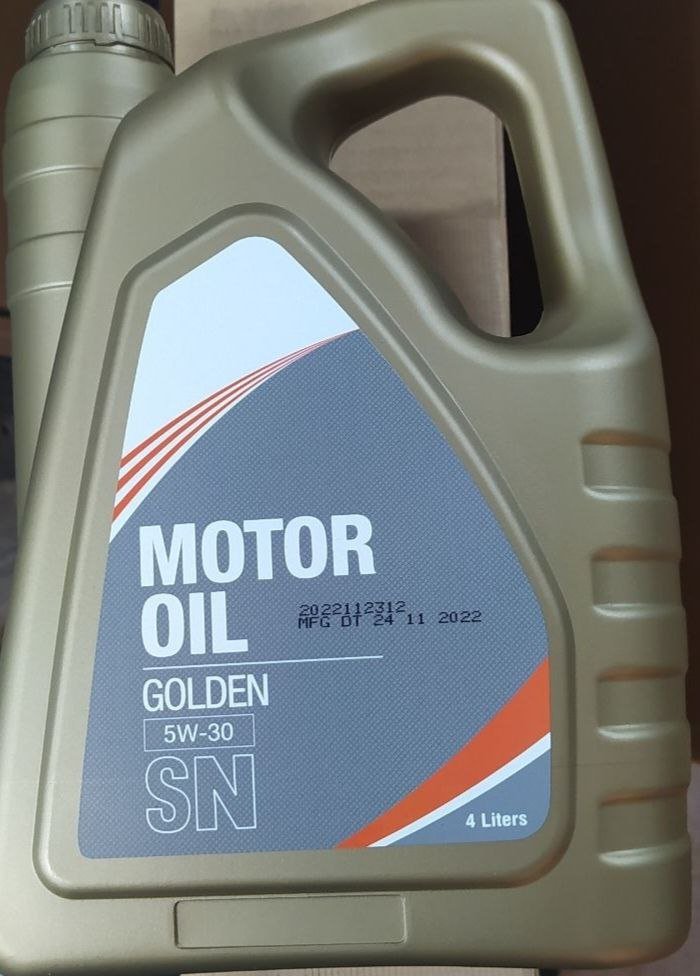 MOTOR
OIL
2022112312
MFG DT 24 11 2022
GOLDEN
5W-30
SN
4 Liters